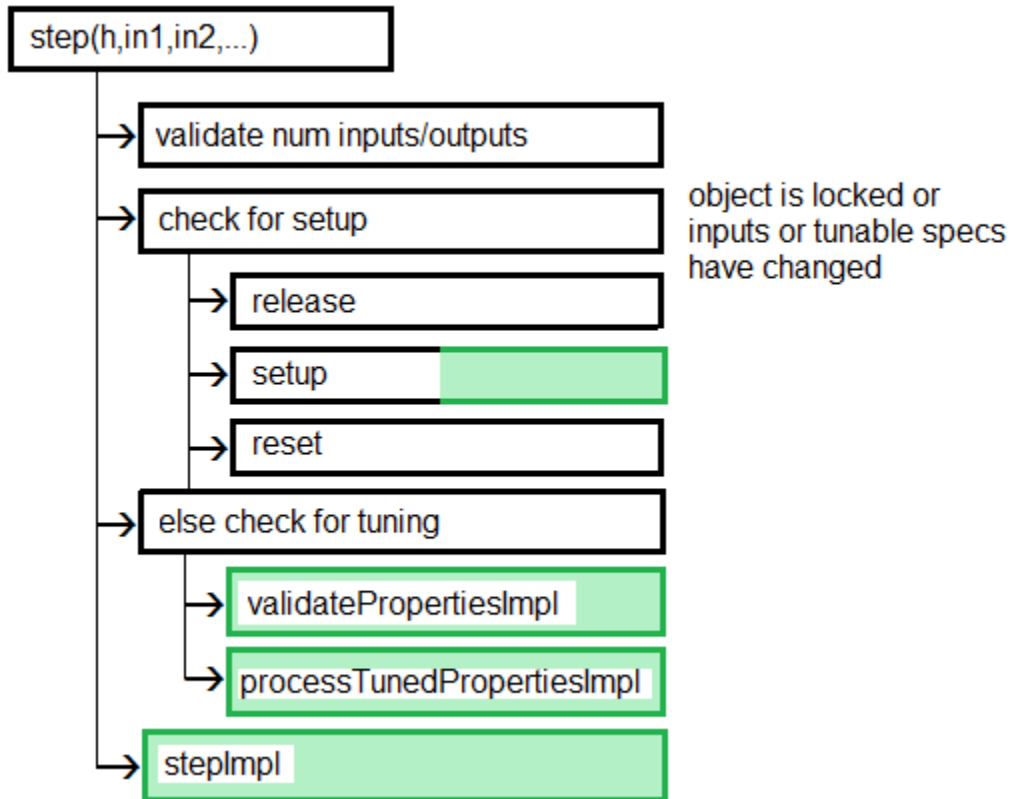 step(h,in1,in2,...)
validate num inputs/outputs
check for setup
object is locked or
inputs or tunable specs
have changed
release
setup
reset
else check for tuning
validatePropertiesImpl
processTunedPropertiesImpl
stepImpl